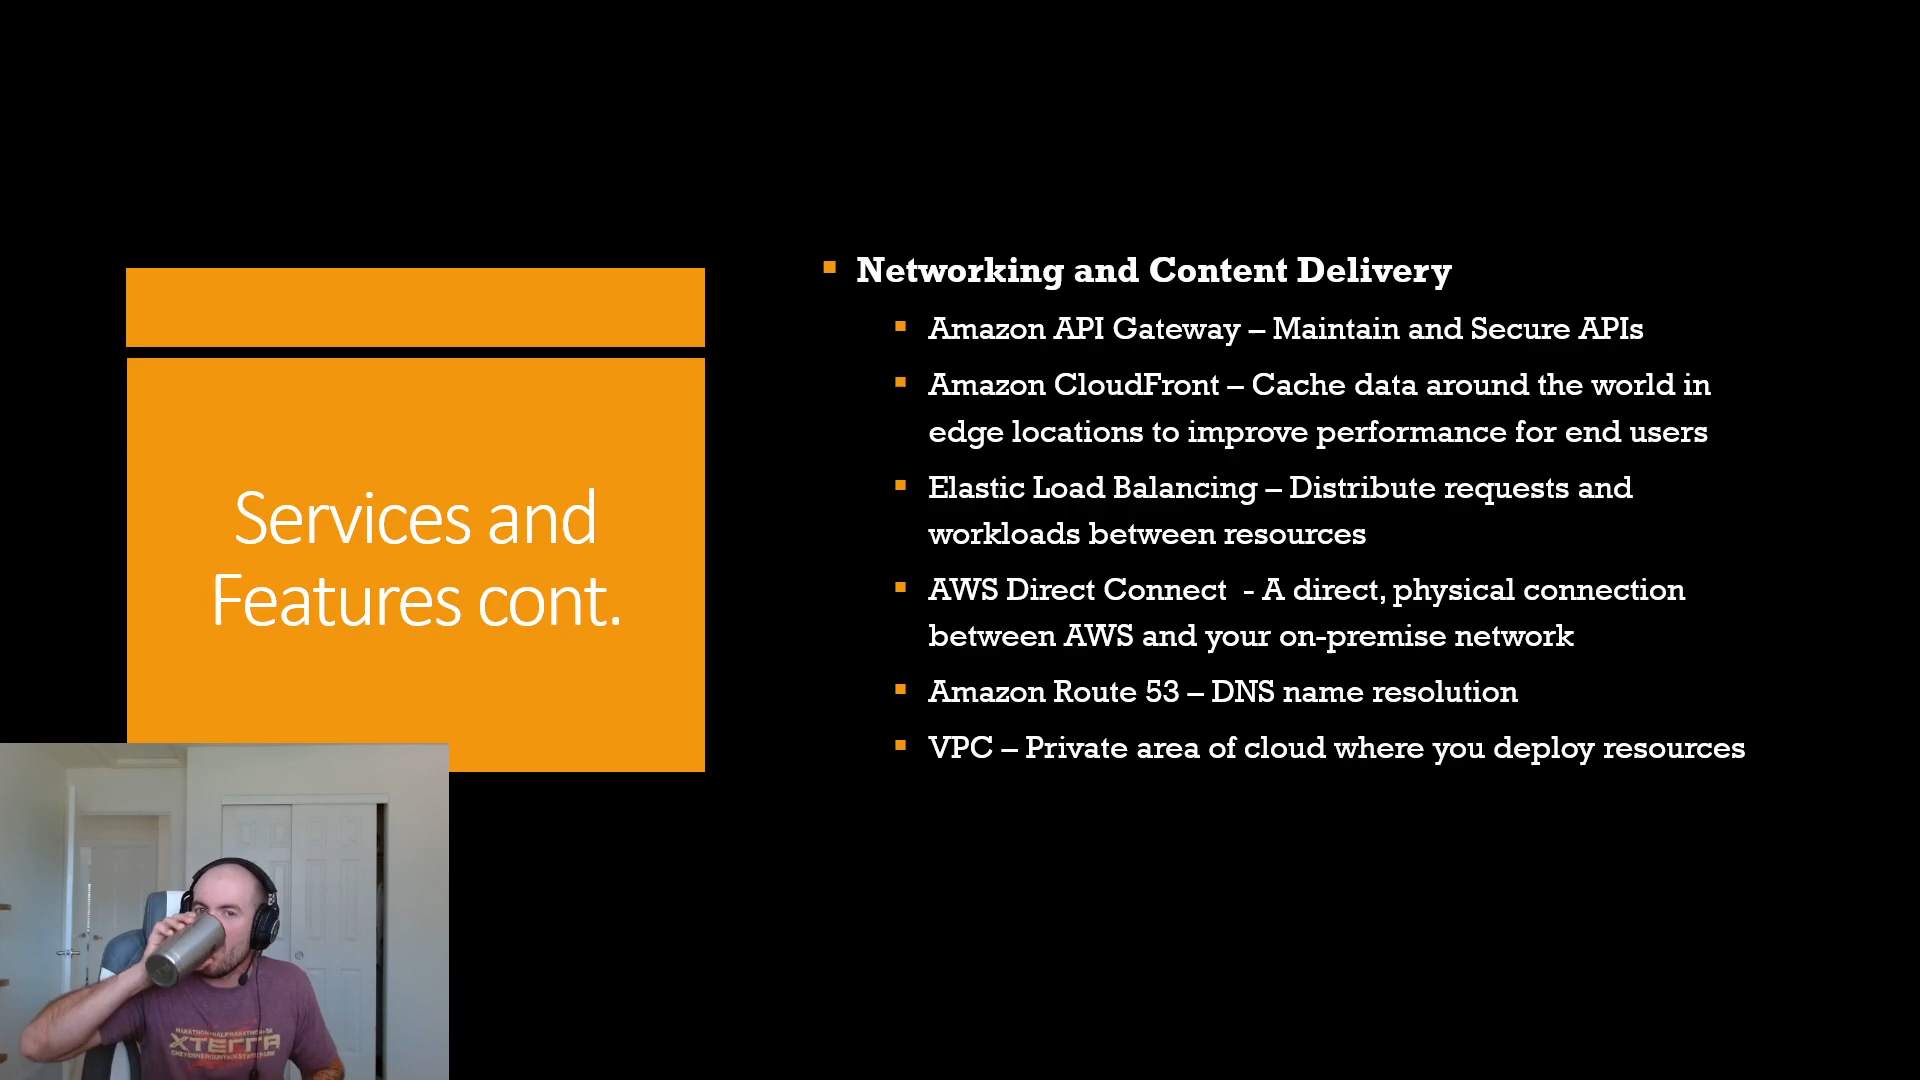 Services and
Features cont.
Networking and Content Delivery
Amazon API Gateway – Maintain and Secure APIs
Amazon CloudFront – Cache data around the world in
edge locations to improve performance for end users
Elastic Load Balancing – Distribute requests and
workloads between resources
AWS Direct Connect  - A direct, physical connection
between AWS and your on-premise network
Amazon Route 53 – DNS name resolution
VPC – Private area of cloud where you deploy resources
XTERRA